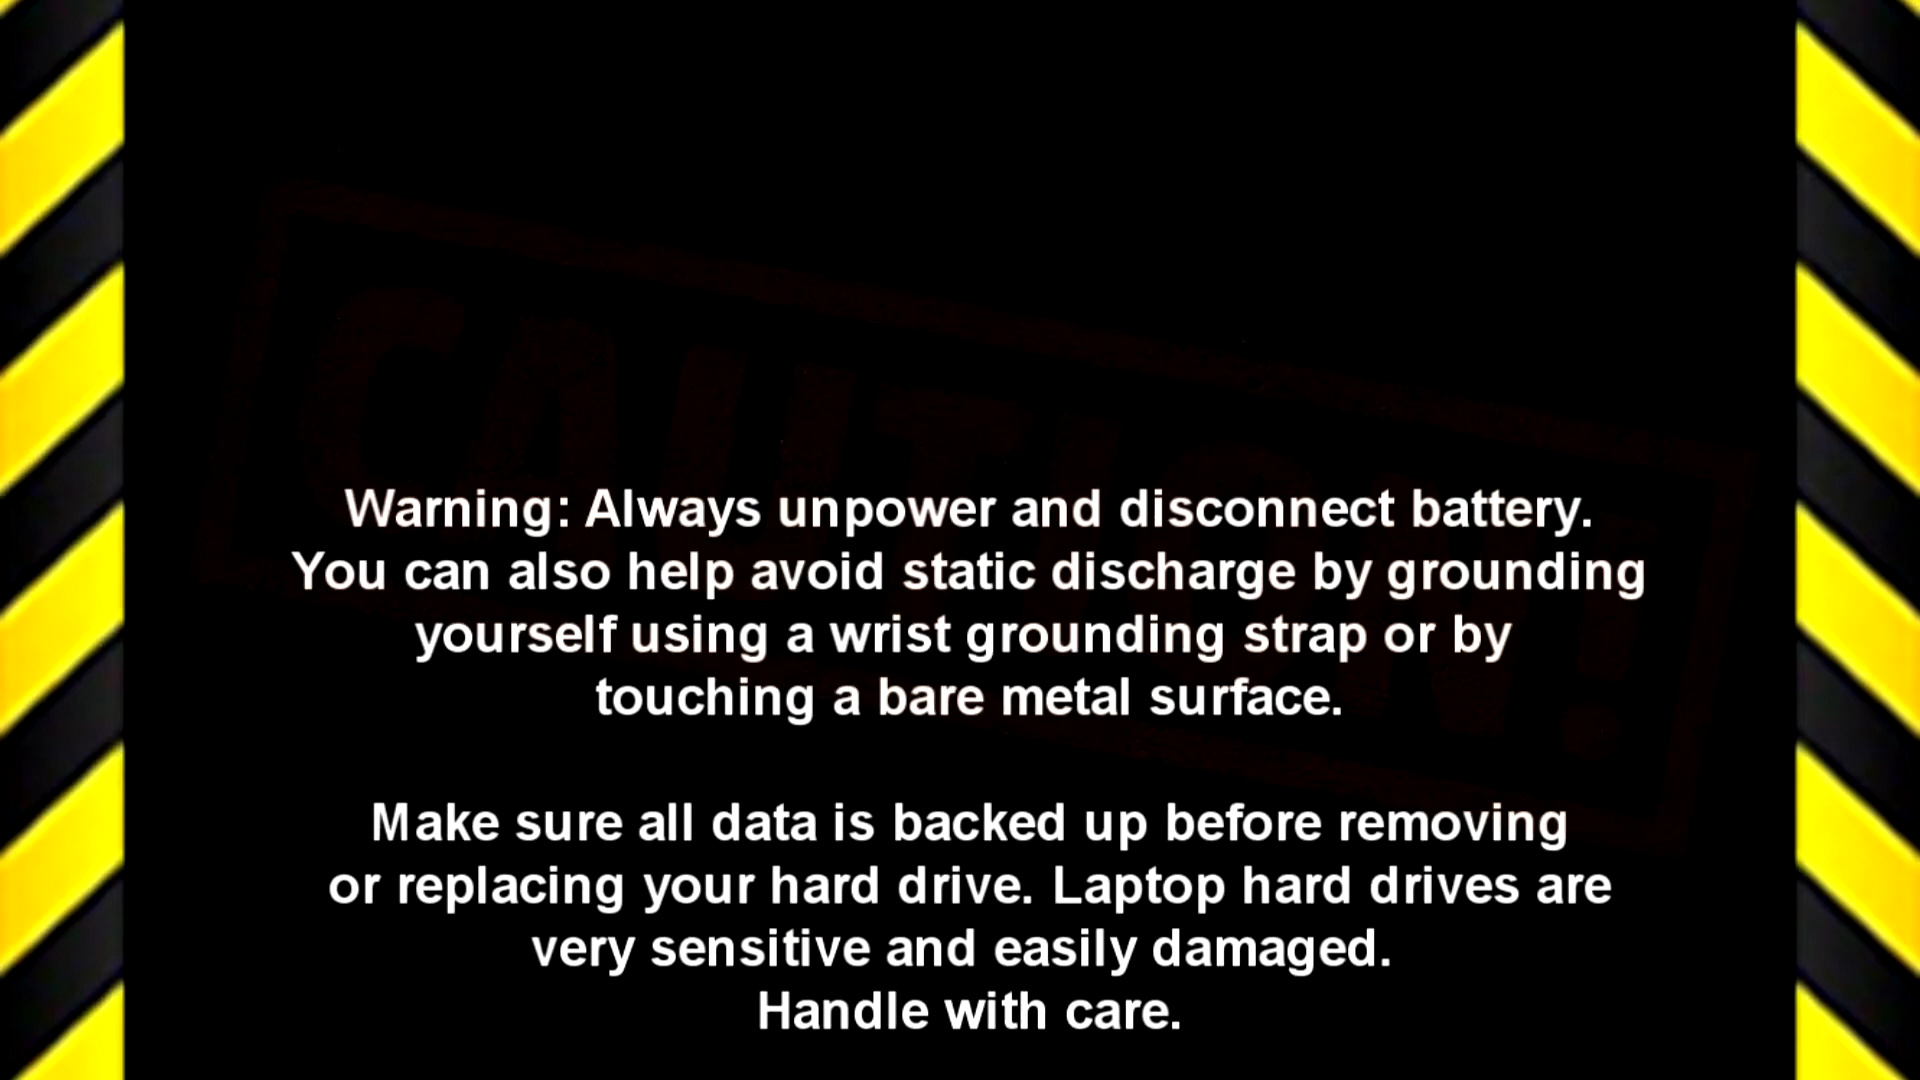 CAUTION!
Warning: Always unpower and disconnect battery.
You can also help avoid static discharge by grounding
yourself using a wrist grounding strap or by
touching a bare metal surface.
Make sure all data is backed up before removing
or replacing your hard drive. Laptop hard drives are
very sensitive and easily damaged.
Handle with care.